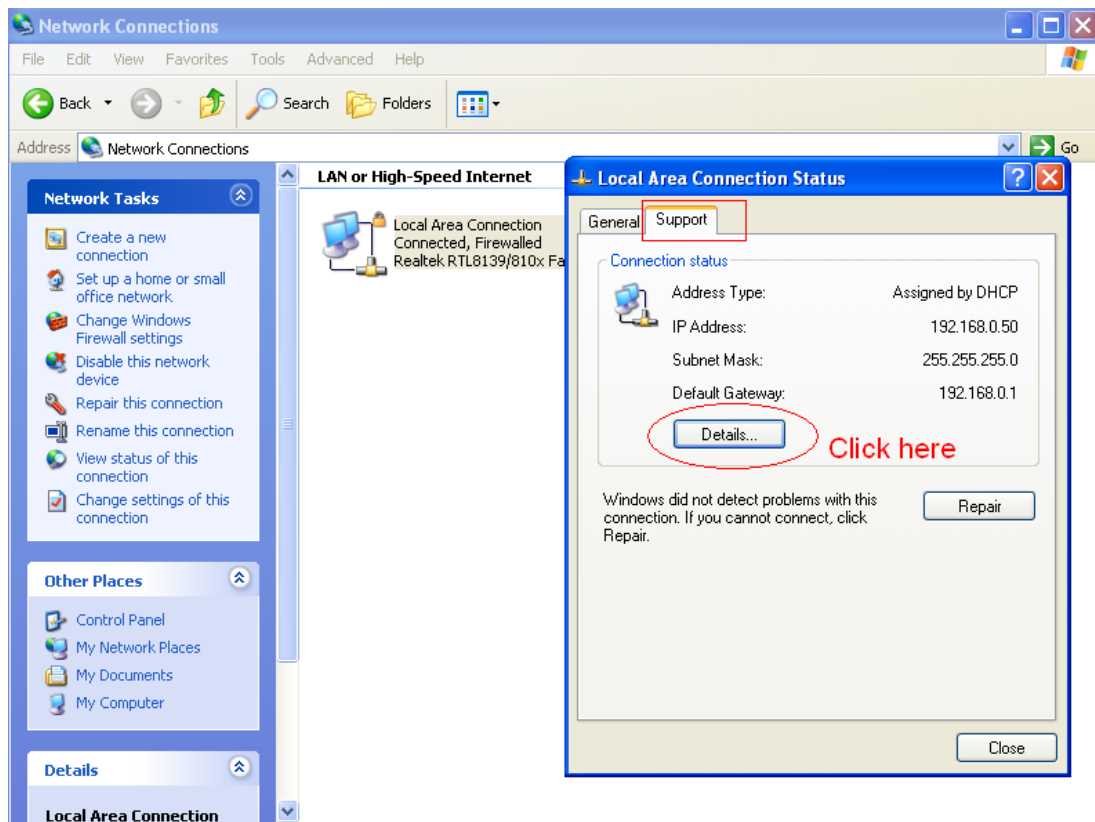 Network Connections
File Edit View Favorites Tools Advanced Help
Back Search Folders
Address Network Connections Go
Network Tasks
Create a new
connection
Set up a home or small
office network
Change Windows
Firewall settings
Disable this network
device
Repair this connection
Rename this connection
View status of this
connection
Change settings of this
connection
Other Places
Control Panel
My Network Places
My Documents
My Computer
Details
Local Area Connection
LAN or High-Speed Internet
Local Area Connection
Connected, Firewalled
Realtek RTL8139/810x Fa
Local Area Connection Status
General Support
Connection status
Address Type: Assigned by DHCP
IP Address: 192.168.0.50
Subnet Mask: 255.255.255.0
Default Gateway: 192.168.0.1
Details...
Click here
Windows did not detect problems with this
connection. If you cannot connect, click
Repair.
Repair
Close